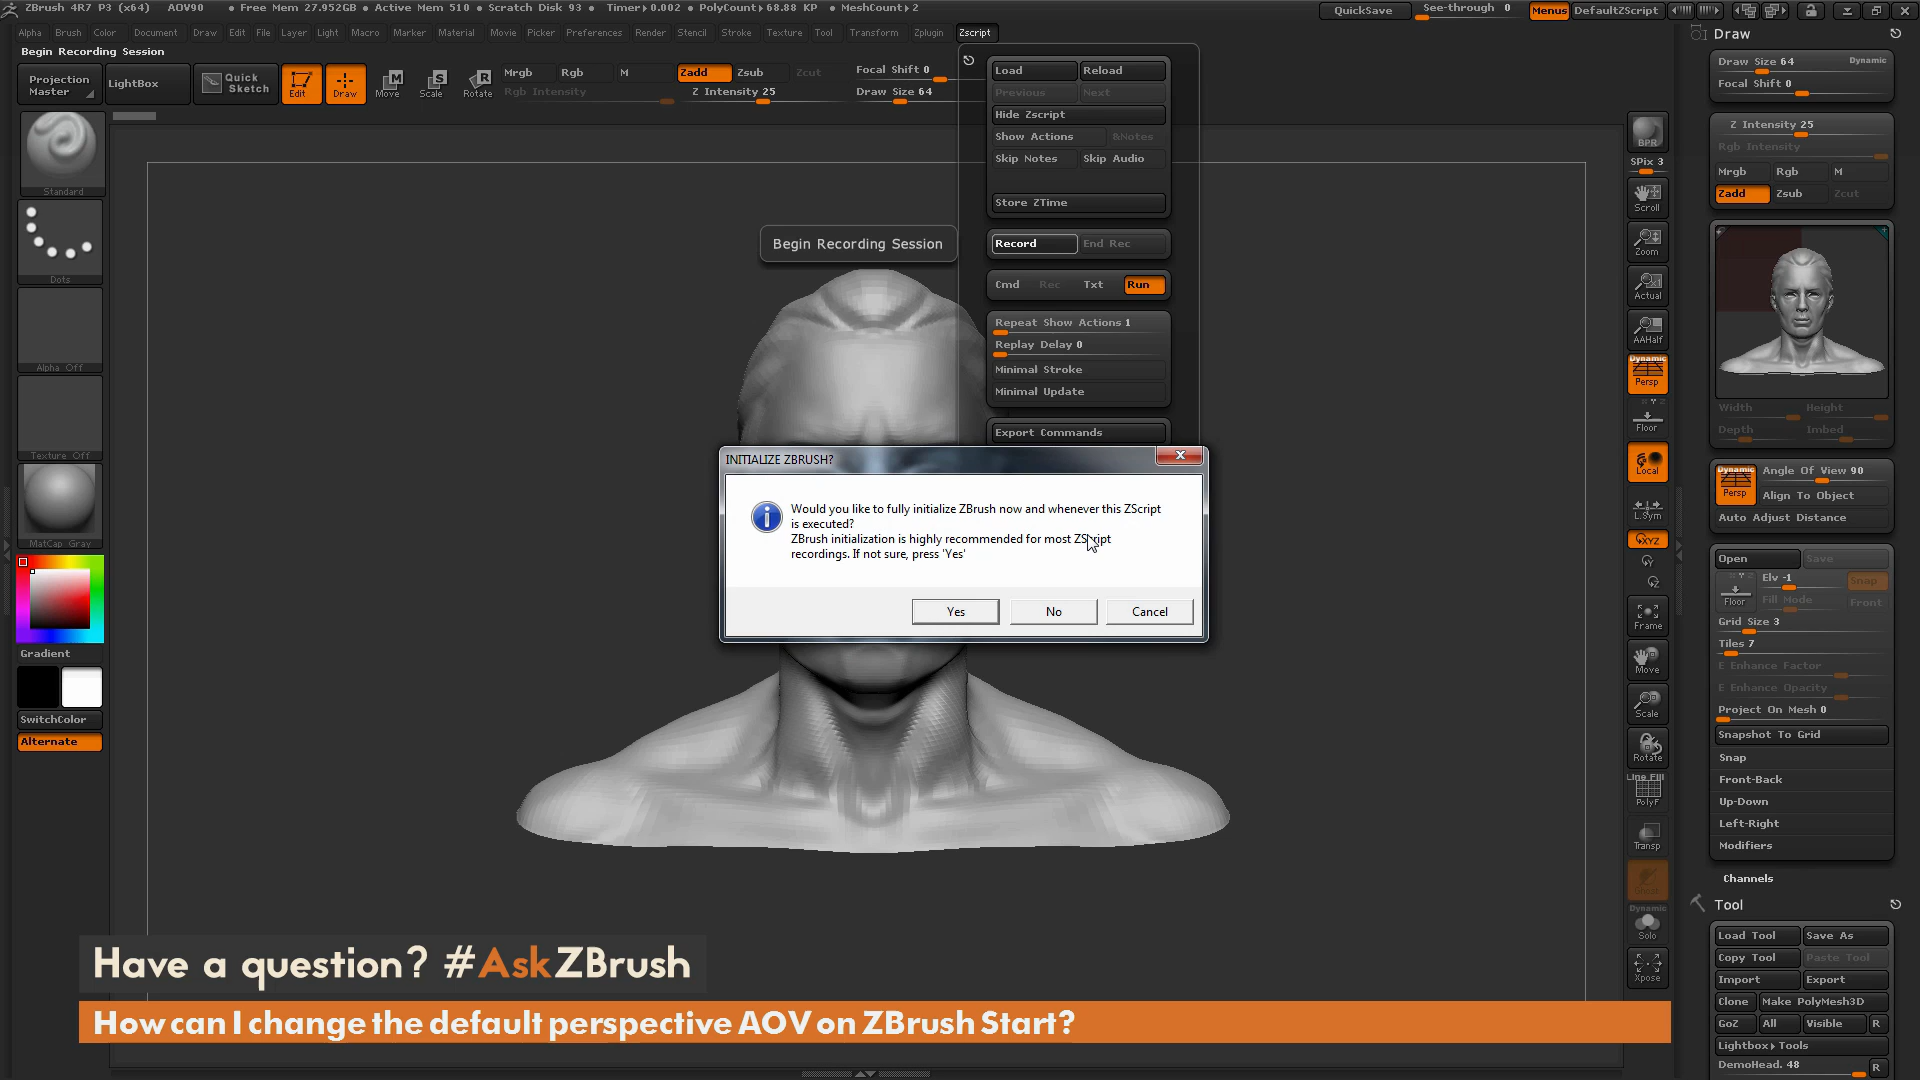 ZBrush 4R7 P3 (x64) AOV90 • Free Mem 27.952GB • Active Mem 510 • Scratch Disk 93 • Timer▸0.002 • PolyCount▸68.88 KP • MeshCount▸2
QuickSave See-through 0 Menus DefaultZScript
Alpha Brush Color Document Draw Edit File Layer Light Macro Marker Material Movie Picker Preferences Render Stencil Stroke Texture Tool Transform Zplugin Zscript
Begin Recording Session
Projection Master
LightBox
Quick Sketch
Edit Draw Move Scale Rotate
Mrgb Rgb M
Rgb Intensity
Zadd Zsub Zcut
Z Intensity 25
Focal Shift 0
Draw Size 64
Standard
Dots
Alpha Off
Texture Off
MatCap Gray
Gradient
SwitchColor
Alternate
Load Reload
Previous Next
Hide Zscript
Show Actions &Notes
Skip Notes Skip Audio
Store ZTime
Record End Rec
Cmd Rec Txt Run
Repeat Show Actions 1
Replay Delay 0
Minimal Stroke
Minimal Update
Export Commands
Begin Recording Session
INITIALIZE ZBRUSH?
Would you like to fully initialize ZBrush now and whenever this ZScript
is executed?
ZBrush initialization is highly recommended for most ZScript
recordings. If not sure, press 'Yes'
Yes No Cancel
BPR
SPix 3
Scroll
Zoom
Actual
AAHalf
Dynamic
Persp
Floor
Local
L.Sym
XYZ
Frame
Move
Scale
Rotate
Line Fill
PolyF
Transp
Ghost
Dynamic
Solo
Xpose
Draw
Draw Size 64 Dynamic
Focal Shift 0
Z Intensity 25
Rgb Intensity
Mrgb Rgb M
Zadd Zsub Zcut
Width Height
Depth Imbed
Dynamic
Persp
Angle Of View 90
Align To Object
Auto Adjust Distance
Open Save
Floor
Elv -1 Snap
Fill Mode Front
Grid Size 3
Tiles 7
E Enhance Factor
E Enhance Opacity
Project On Mesh 0
Snapshot To Grid
Snap
Front-Back
Up-Down
Left-Right
Modifiers
Channels
Tool
Load Tool Save As
Copy Tool Paste Tool
Import Export
Clone Make PolyMesh3D
GoZ All Visible R
Lightbox▸Tools
DemoHead. 48 R
Have a question? #AskZBrush
How can I change the default perspective AOV on ZBrush Start?